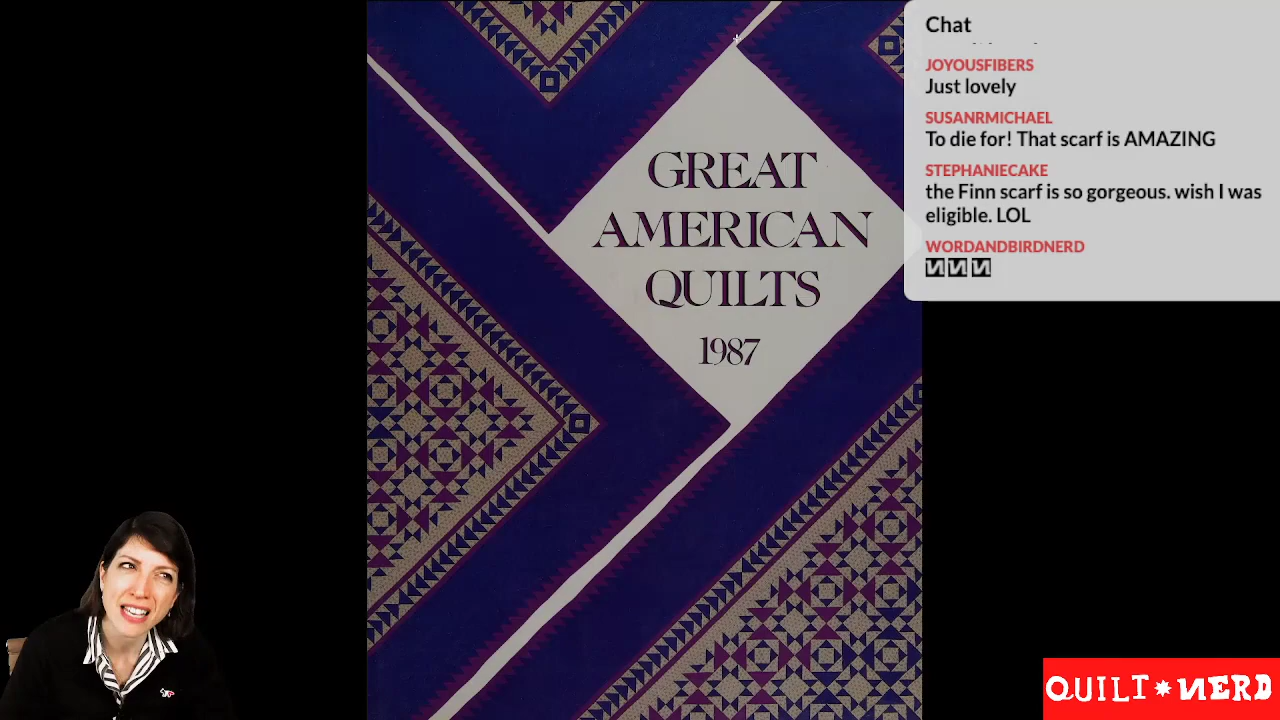 GREAT
AMERICAN
QUILTS
1987
Chat
JOYOUSFIBERS
Just lovely
SUSANRMICHAEL
To die for! That scarf is AMAZING
STEPHANIECAKE
the Finn scarf is so gorgeous. wish I was
eligible. LOL
WORDANDBIRDNERD
QUILT*NERD